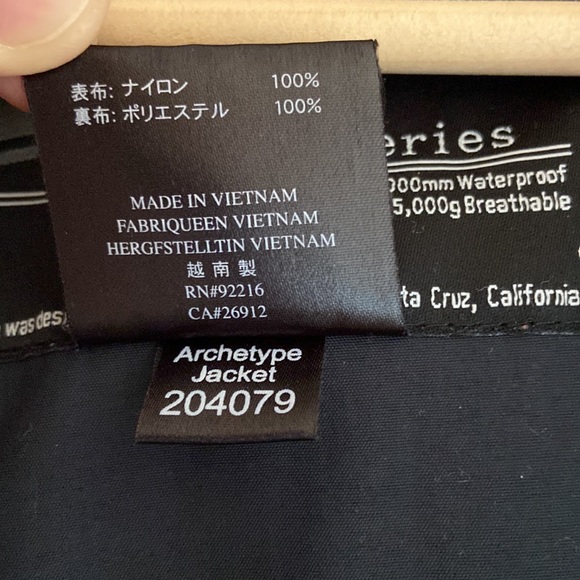 表布: ナイロン 100%
裏布: ポリエステル 100%
MADE IN VIETNAM
FABRIQUEEN VIETNAM
HERGFSTELLTIN VIETNAM
越南製
RN#92216
CA#26912
Archetype
Jacket
204079
eries
000mm Waterproof
5,000g Breathable
ta Cruz, California
was des